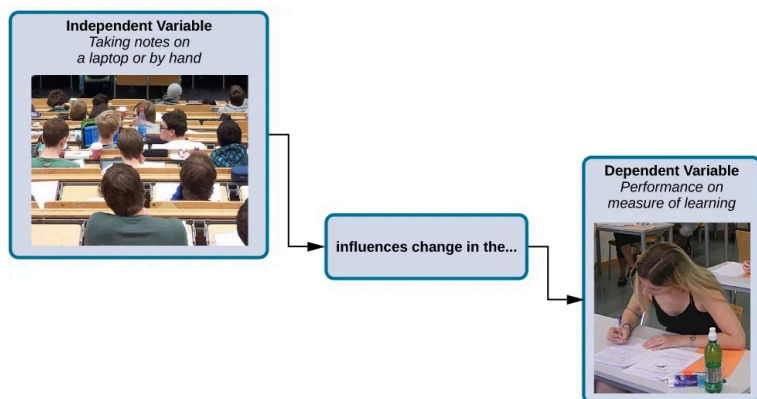 Independent Variable
Taking notes on
a laptop or by hand
influences change in the...
Dependent Variable
Performance on
measure of learning